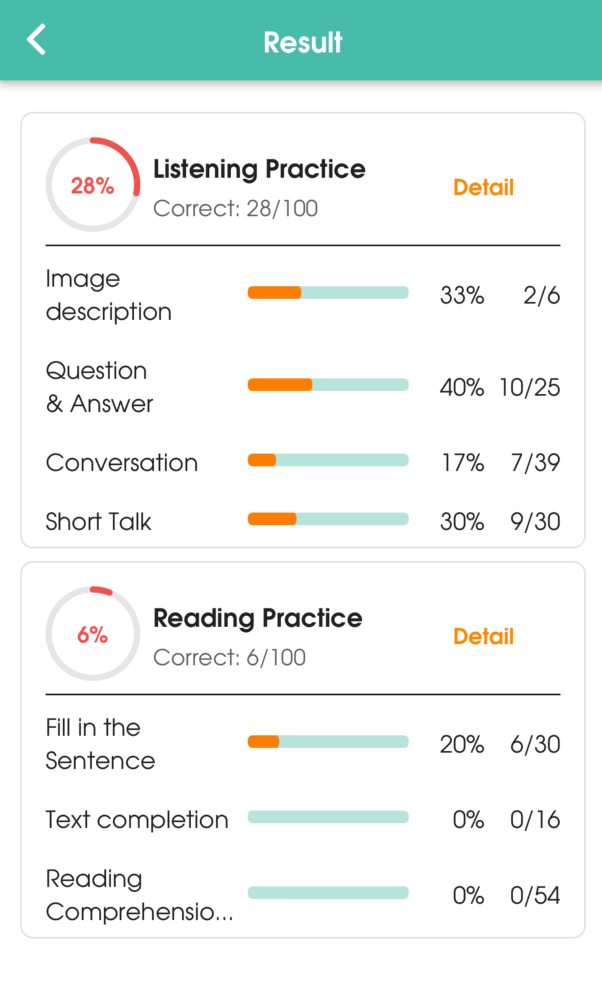 Result
28%
Listening Practice
Correct: 28/100
Detail
Image
description
33%
2/6
Question
& Answer
40%
10/25
Conversation
17%
7/39
Short Talk
30%
9/30
6%
Reading Practice
Correct: 6/100
Detail
Fill in the
Sentence
20%
6/30
Text completion
0%
0/16
Reading
Comprehensio...
0%
0/54